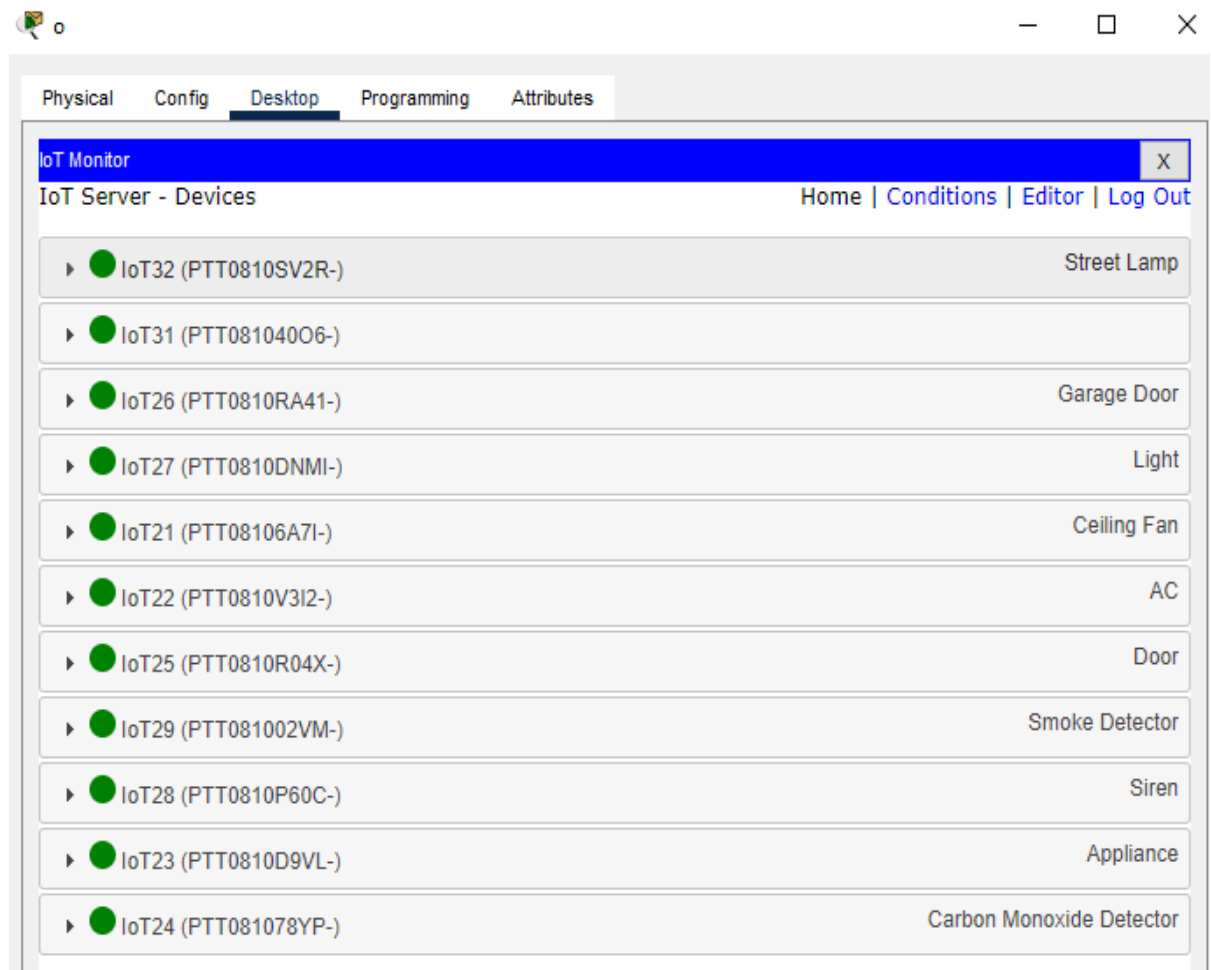 o
Physical Config Desktop Programming Attributes
IoT Monitor X
IoT Server - Devices Home | Conditions | Editor | Log Out
IoT32 (PTT0810SV2R-) Street Lamp
IoT31 (PTT081040O6-)
IoT26 (PTT0810RA41-) Garage Door
IoT27 (PTT0810DNMI-) Light
IoT21 (PTT08106A7I-) Ceiling Fan
IoT22 (PTT0810V3I2-) AC
IoT25 (PTT0810R04X-) Door
IoT29 (PTT081002VM-) Smoke Detector
IoT28 (PTT0810P60C-) Siren
IoT23 (PTT0810D9VL-) Appliance
IoT24 (PTT081078YP-) Carbon Monoxide Detector